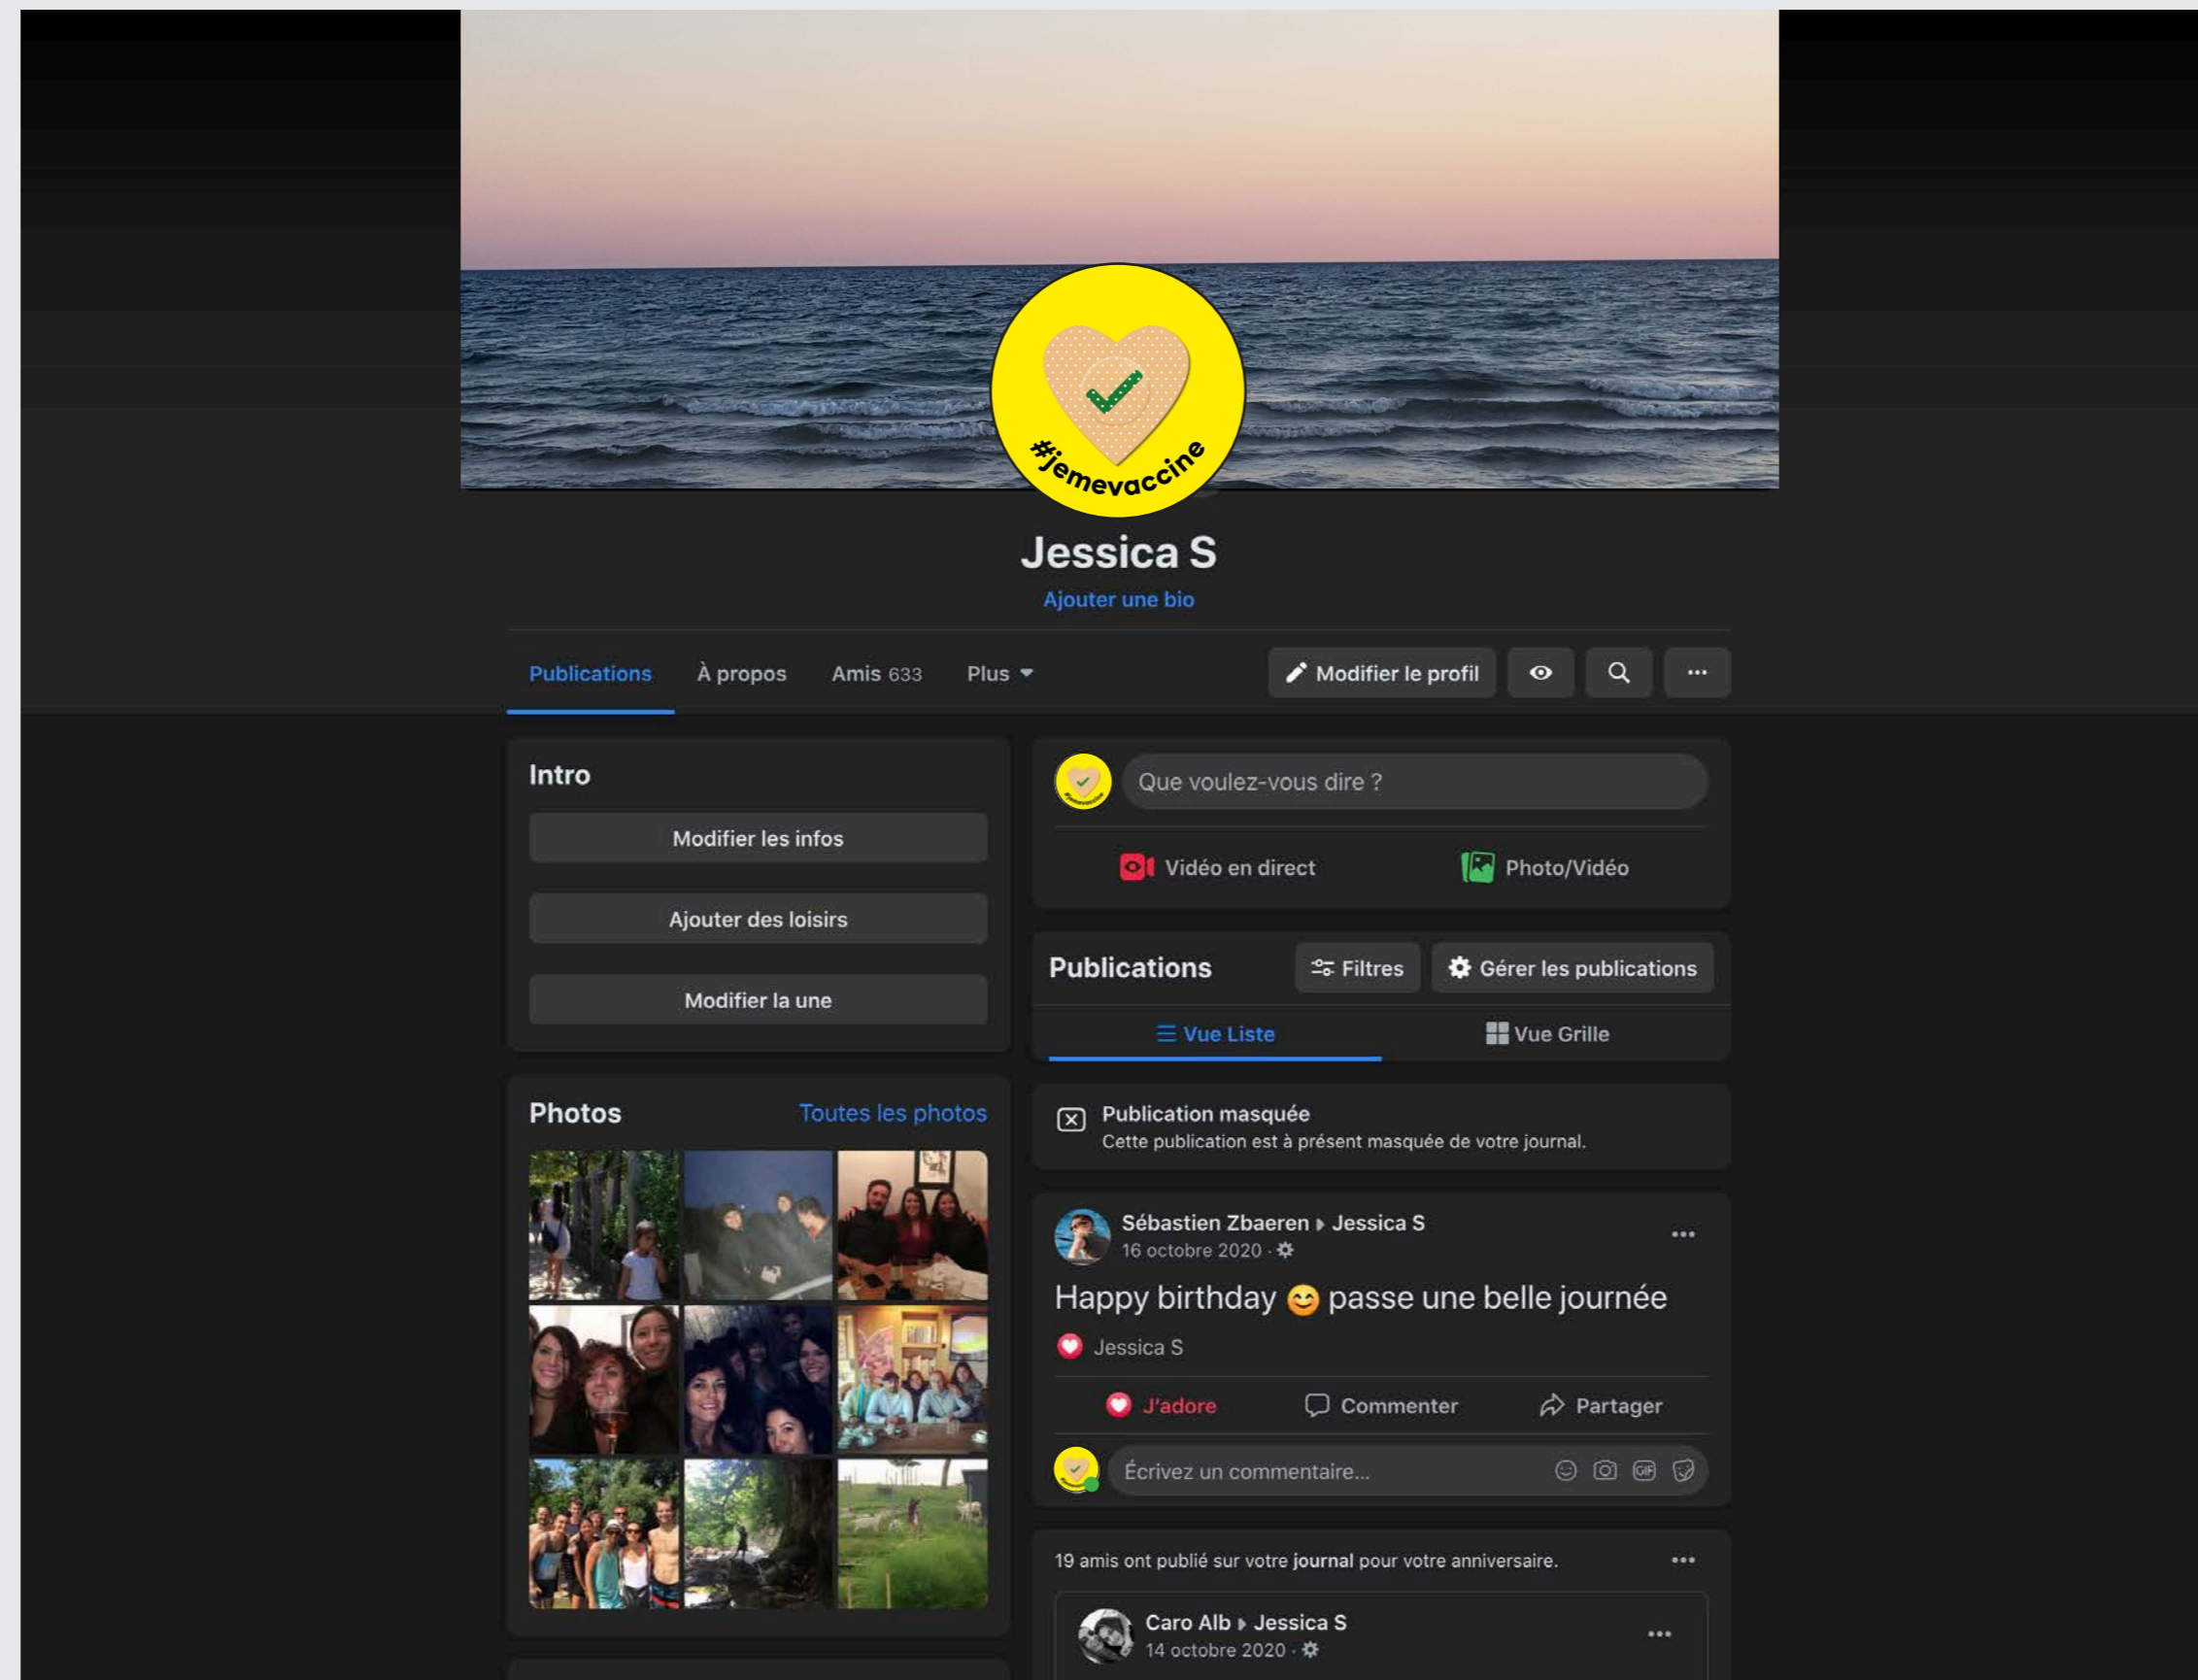 #jemevaccine
Jessica S
Ajouter une bio
Publications
À propos
Amis 633
Plus
Modifier le profil
Intro
Modifier les infos
Ajouter des loisirs
Modifier la une
Photos
Toutes les photos
Que voulez-vous dire ?
Vidéo en direct
Photo/Vidéo
Publications
Filtres
Gérer les publications
Vue Liste
Vue Grille
Publication masquée
Cette publication est à présent masquée de votre journal.
Sébastien Zbaeren ▸ Jessica S
16 octobre 2020 ·
Happy birthday 😊 passe une belle journée
Jessica S
J'adore
Commenter
Partager
Écrivez un commentaire...
GIF
19 amis ont publié sur votre journal pour votre anniversaire.
Caro Alb ▸ Jessica S
14 octobre 2020 ·